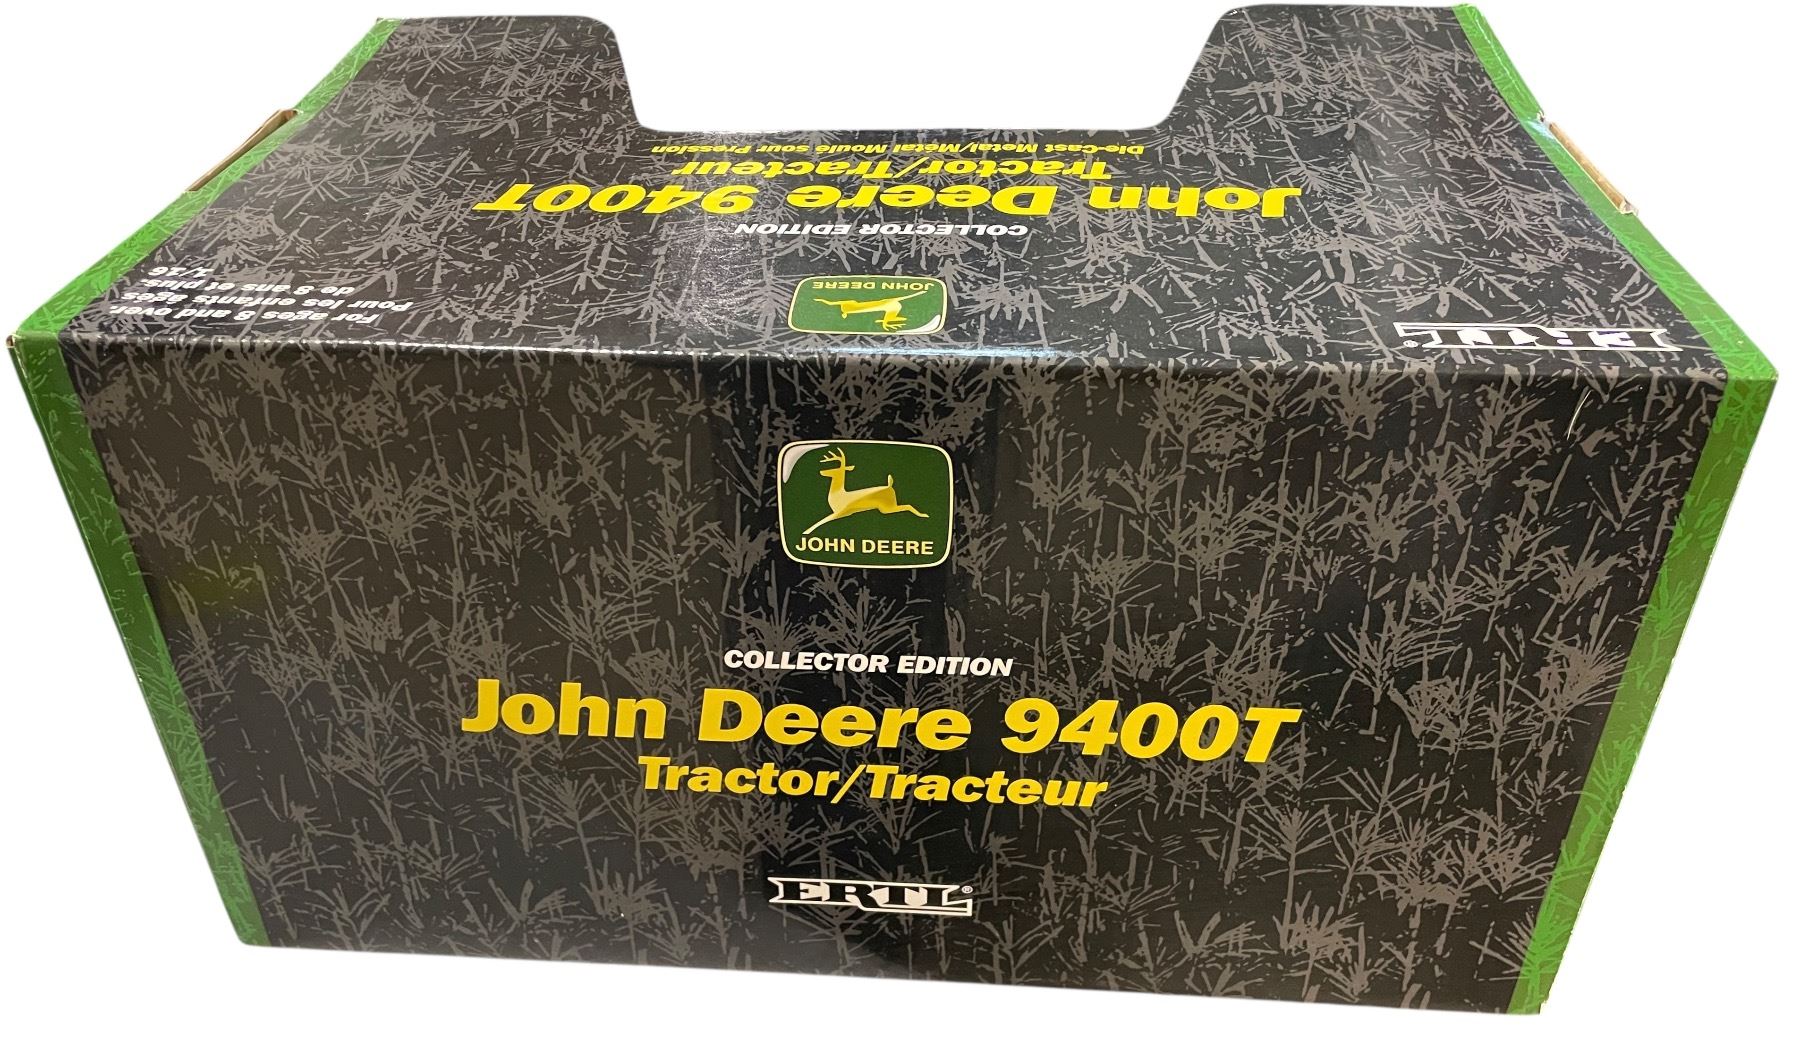 Die-Cast Metal/Métal Moulé sour Pression
Tractor/Tracteur
John Deere 9400T
COLLECTOR EDITION
JOHN DEERE
ERTL®
For ages 8 and over.
Pour les enfants âgés
de 8 ans et plus.
1/16
JOHN DEERE
COLLECTOR EDITION
John Deere 9400T
Tractor/Tracteur
ERTL®